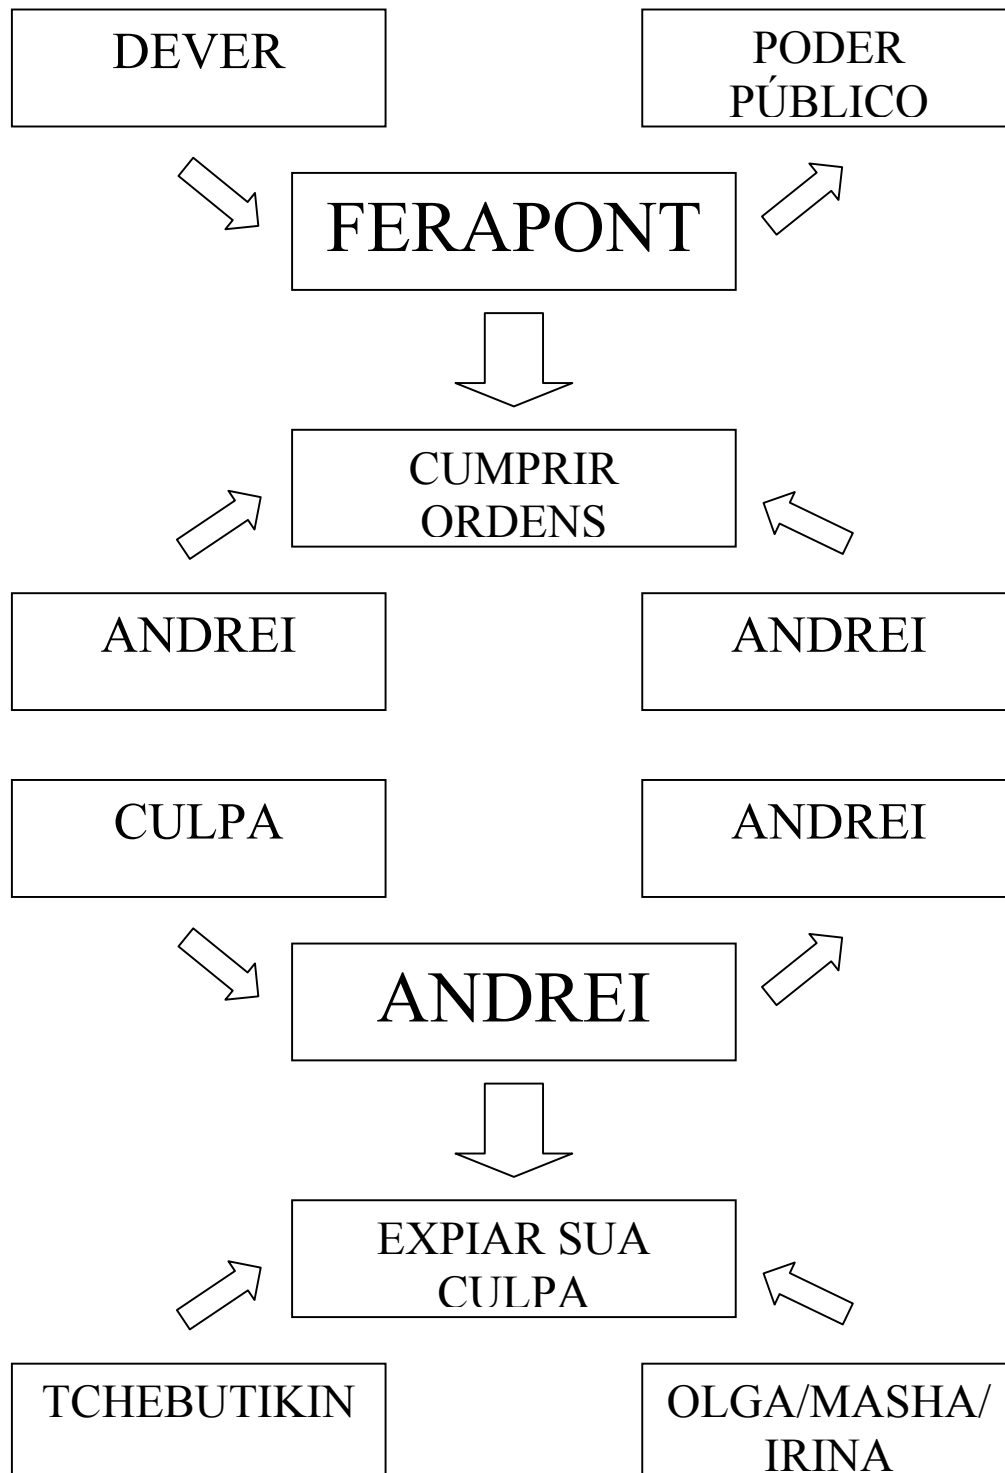 DEVER
PODER
PÚBLICO
FERAPONT
CUMPRIR
ORDENS
ANDREI
ANDREI
CULPA
ANDREI
ANDREI
EXPIAR SUA
CULPA
TCHEBUTIKIN
OLGA/MASHA/
IRINA